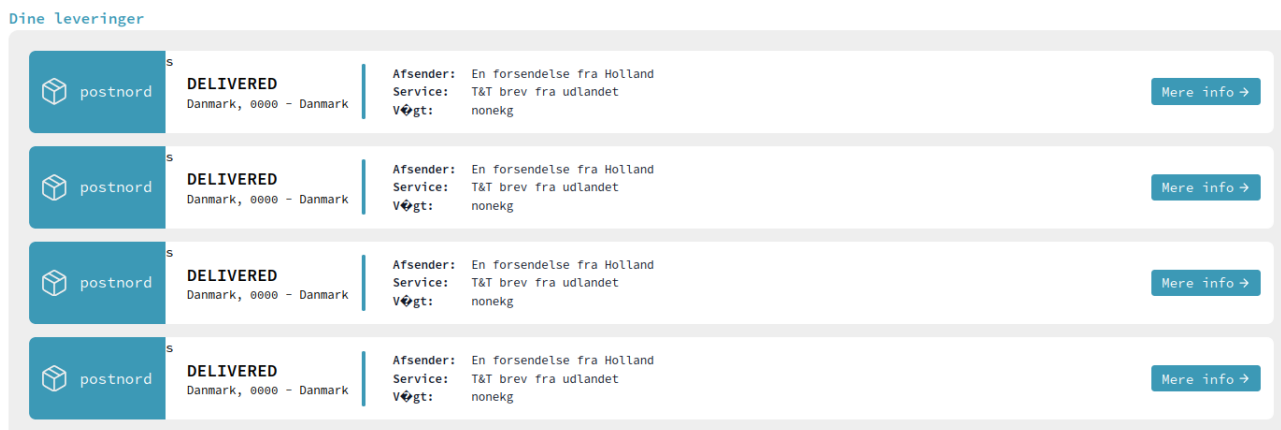 Dine leveringer
s
postnord
DELIVERED
Danmark, 0000 - Danmark
Afsender: En forsendelse fra Holland
Service: T&T brev fra udlandet
V�gt: nonekg
Mere info →
s
postnord
DELIVERED
Danmark, 0000 - Danmark
Afsender: En forsendelse fra Holland
Service: T&T brev fra udlandet
V�gt: nonekg
Mere info →
s
postnord
DELIVERED
Danmark, 0000 - Danmark
Afsender: En forsendelse fra Holland
Service: T&T brev fra udlandet
V�gt: nonekg
Mere info →
s
postnord
DELIVERED
Danmark, 0000 - Danmark
Afsender: En forsendelse fra Holland
Service: T&T brev fra udlandet
V�gt: nonekg
Mere info →